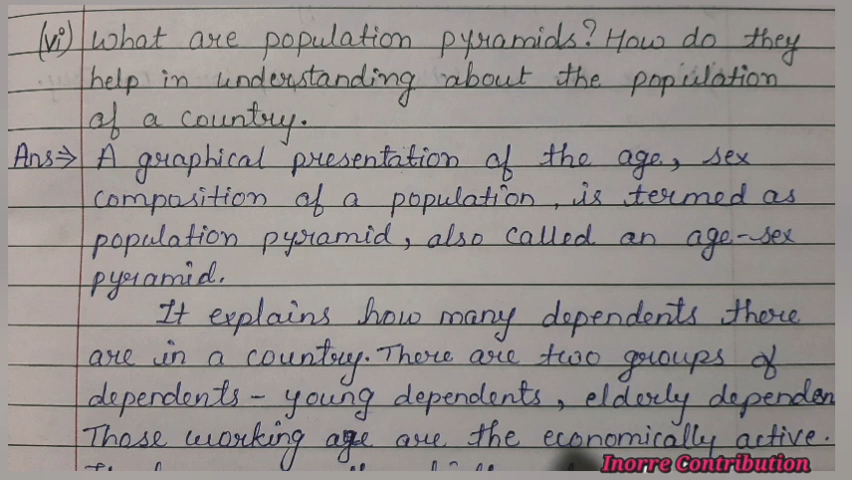 (vi) What are population pyramids? How do they
help in understanding about the population
of a country.
Ans⇒ A graphical presentation of the age, sex
composition of a population, is termed as
population pyramid, also called an age-sex
pyramid.
It explains how many dependents there
are in a country. There are two groups of
dependents – young dependents, elderly dependen
Those working age are the economically active.
Inorre Contribution